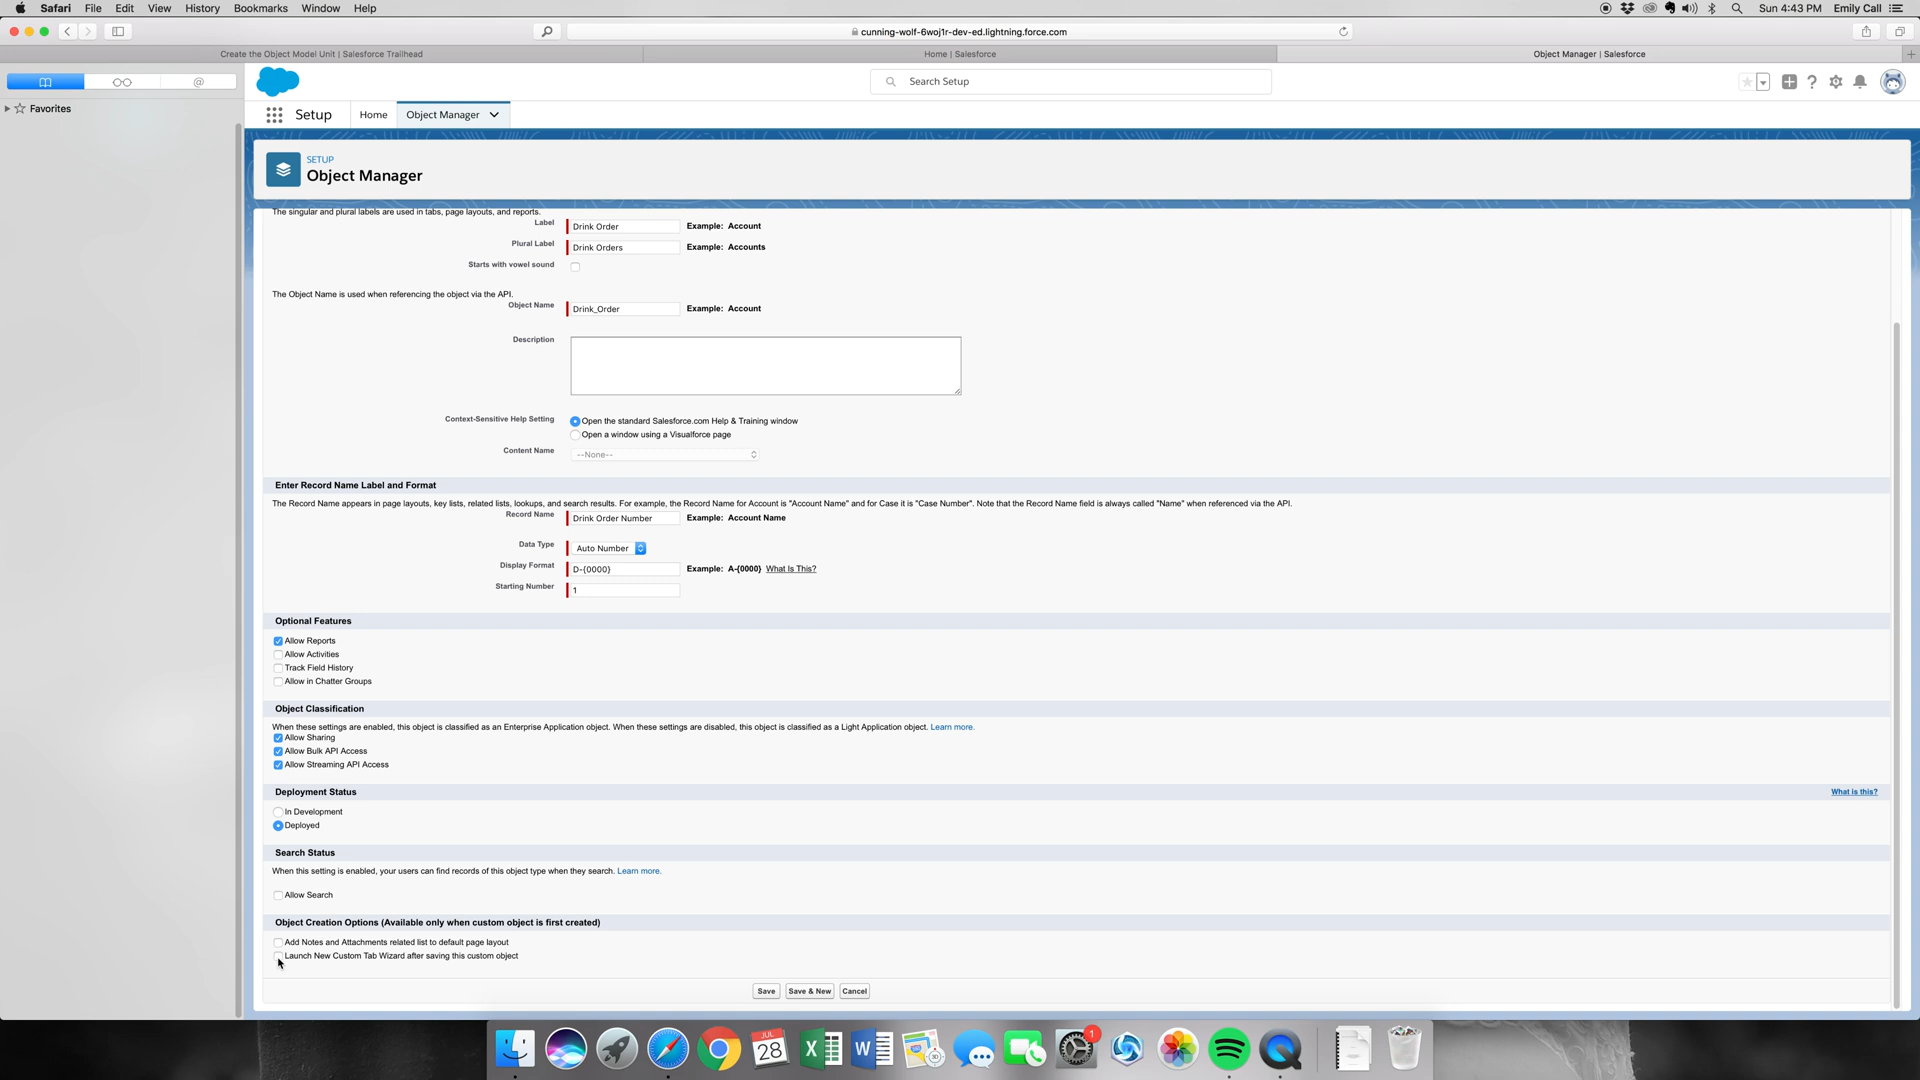 Safari File Edit View History Bookmarks Window Help Sun 4:43 PM Emily Call
cunning-wolf-6woj1r-dev-ed.lightning.force.com
Create the Object Model Unit | Salesforce Trailhead Home | Salesforce Object Manager | Salesforce
Favorites
Search Setup
Setup Home Object Manager
SETUP
Object Manager
The singular and plural labels are used in tabs, page layouts, and reports.
Label Drink Order Example: Account
Plural Label Drink Orders Example: Accounts
Starts with vowel sound
The Object Name is used when referencing the object via the API.
Object Name Drink_Order Example: Account
Description
Context-Sensitive Help Setting Open the standard Salesforce.com Help & Training window
Open a window using a Visualforce page
Content Name --None--
Enter Record Name Label and Format
The Record Name appears in page layouts, key lists, related lists, lookups, and search results. For example, the Record Name for Account is "Account Name" and for Case it is "Case Number". Note that the Record Name field is always called "Name" when referenced via the API.
Record Name Drink Order Number Example: Account Name
Data Type Auto Number
Display Format D-{0000} Example: A-{0000} What Is This?
Starting Number 1
Optional Features
Allow Reports
Allow Activities
Track Field History
Allow in Chatter Groups
Object Classification
When these settings are enabled, this object is classified as an Enterprise Application object. When these settings are disabled, this object is classified as a Light Application object. Learn more.
Allow Sharing
Allow Bulk API Access
Allow Streaming API Access
Deployment Status What is this?
In Development
Deployed
Search Status
When this setting is enabled, your users can find records of this object type when they search. Learn more.
Allow Search
Object Creation Options (Available only when custom object is first created)
Add Notes and Attachments related list to default page layout
Launch New Custom Tab Wizard after saving this custom object
Save Save & New Cancel
JUL
28
1